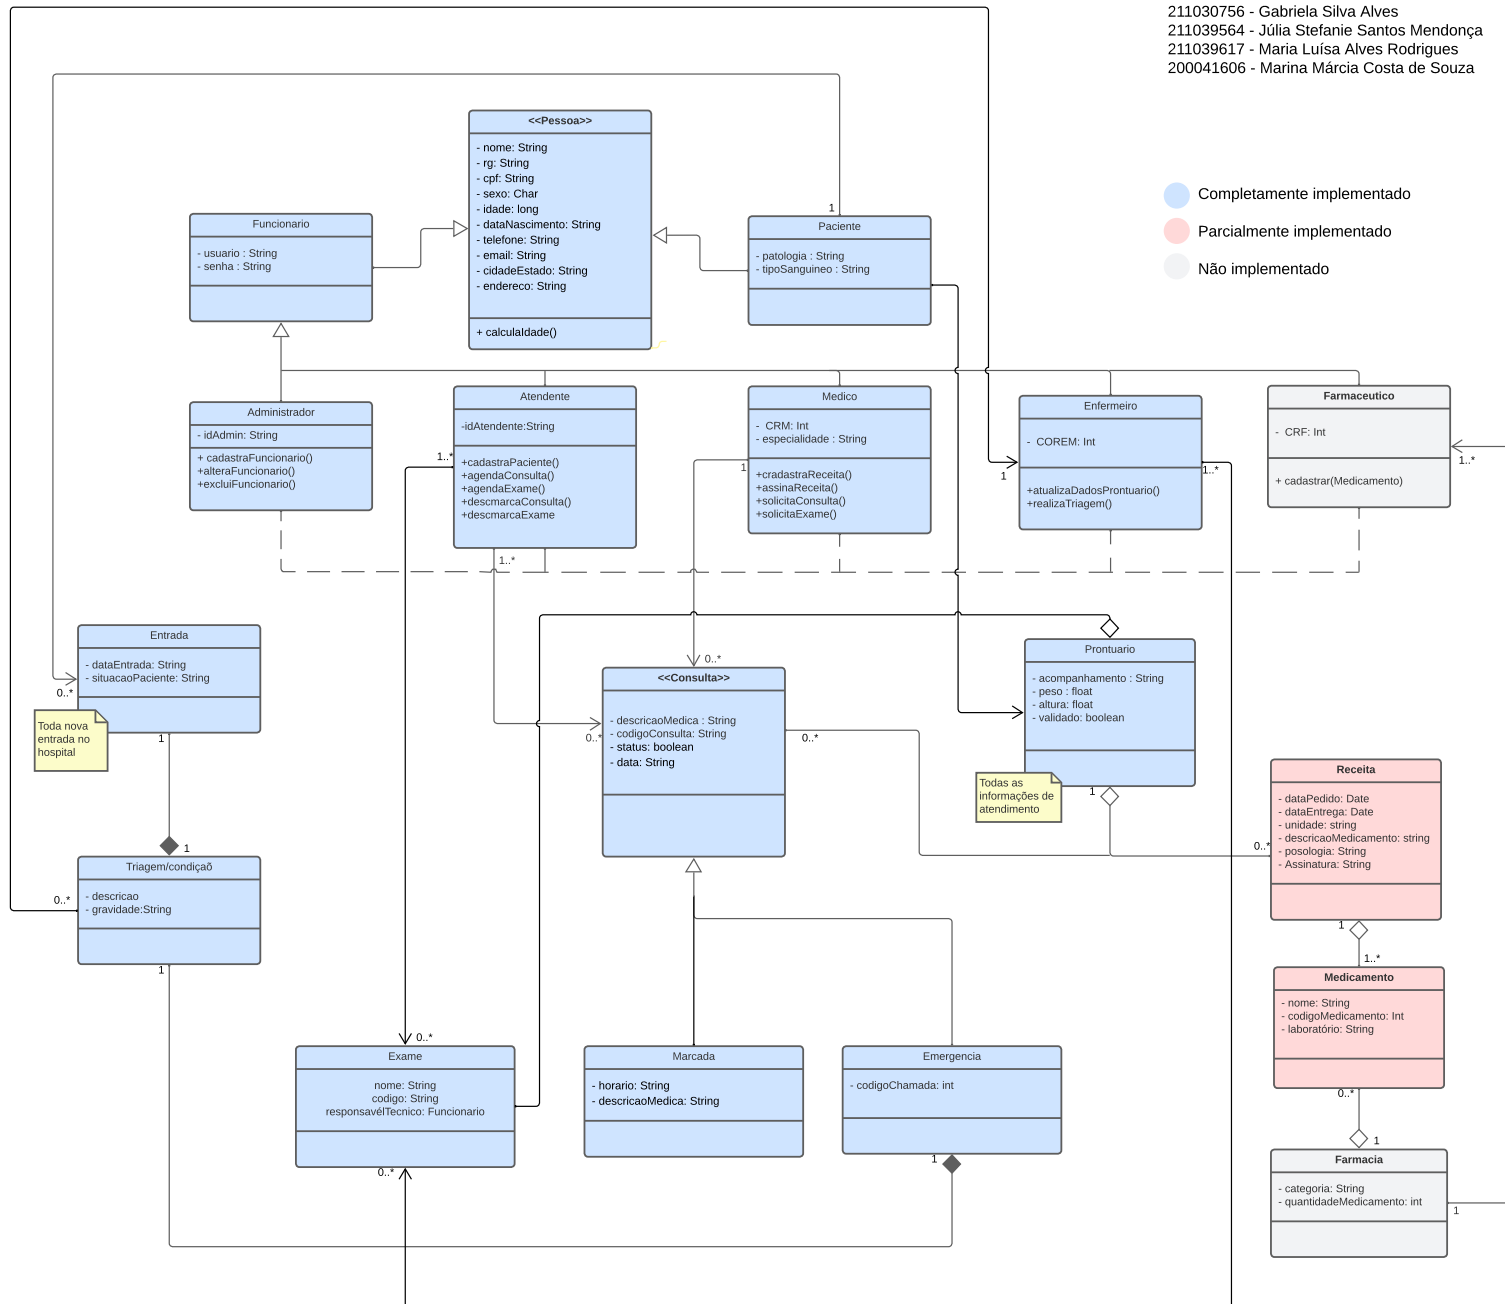 211030756 - Gabriela Silva Alves
211039564 - Júlia Stefanie Santos Mendonça
211039617 - Maria Luísa Alves Rodrigues
200041606 - Marina Márcia Costa de Souza
Completamente implementado
Parcialmente implementado
Não implementado
<<Pessoa>>
- nome: String
- rg: String
- cpf: String
- sexo: Char
- idade: long
- dataNascimento: String
- telefone: String
- email: String
- cidadeEstado: String
- endereco: String
+ calculaIdade()
Funcionario
- usuario : String
- senha : String
1
Paciente
- patologia : String
- tipoSanguineo : String
Administrador
- idAdmin: String
+ cadastraFuncionario()
+alteraFuncionario()
+excluiFuncionario()
Atendente
-idAtendente:String
+cadastraPaciente()
+agendaConsulta()
+agendaExame()
+descmarcaConsulta()
+descmarcaExame
1..*
1..*
Medico
- CRM: Int
- especialidade : String
+cradastraReceita()
+assinaReceita()
+solicitaConsulta()
+solicitaExame()
1
Enfermeiro
- COREM: Int
+atualizaDadosProntuario()
+realizaTriagem()
1
1..*
Farmaceutico
- CRF: Int
+ cadastrar(Medicamento)
1..*
Entrada
- dataEntrada: String
- situacaoPaciente: String
0..*
Toda nova
entrada no
hospital
1
0..*
<<Consulta>>
- descricaoMedica : String
- codigoConsulta: String
- status: boolean
- data: String
0..*
0..*
Prontuario
- acompanhamento : String
- peso : float
- altura: float
- validado: boolean
Todas as
informações de
atendimento
1
Receita
- dataPedido: Date
- dataEntrega: Date
- unidade: string
- descricaoMedicamento: string
- posologia: String
- Assinatura: String
0..*
1
1..*
1
Triagem/condiçaõ
- descricao
- gravidade:String
0..*
1
Medicamento
- nome: String
- codigoMedicamento: Int
- laboratório: String
0..*
0..*
Exame
nome: String
codigo: String
responsavélTecnico: Funcionario
0..*
Marcada
- horario: String
- descricaoMedica: String
Emergencia
- codigoChamada: int
1
1
Farmacia
- categoria: String
- quantidadeMedicamento: int
1